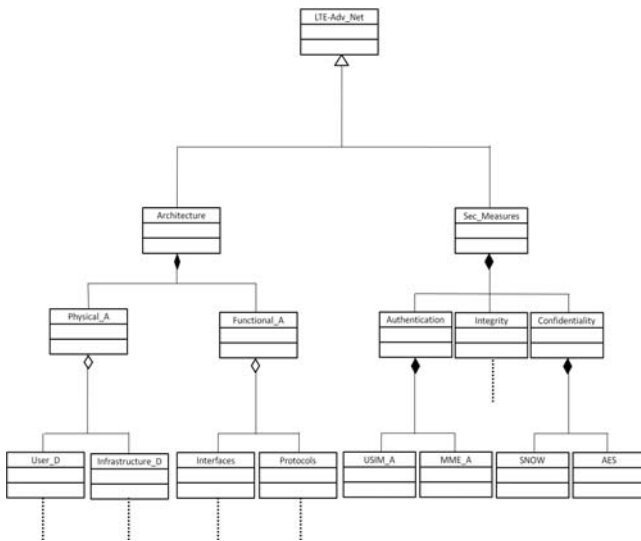 LTE-Adv_Net
Architecture
Sec_Measures
Physical_A
Functional_A
Authentication
Integrity
Confidentiality
User_D
Infrastructure_D
Interfaces
Protocols
USIM_A
MME_A
SNOW
AES